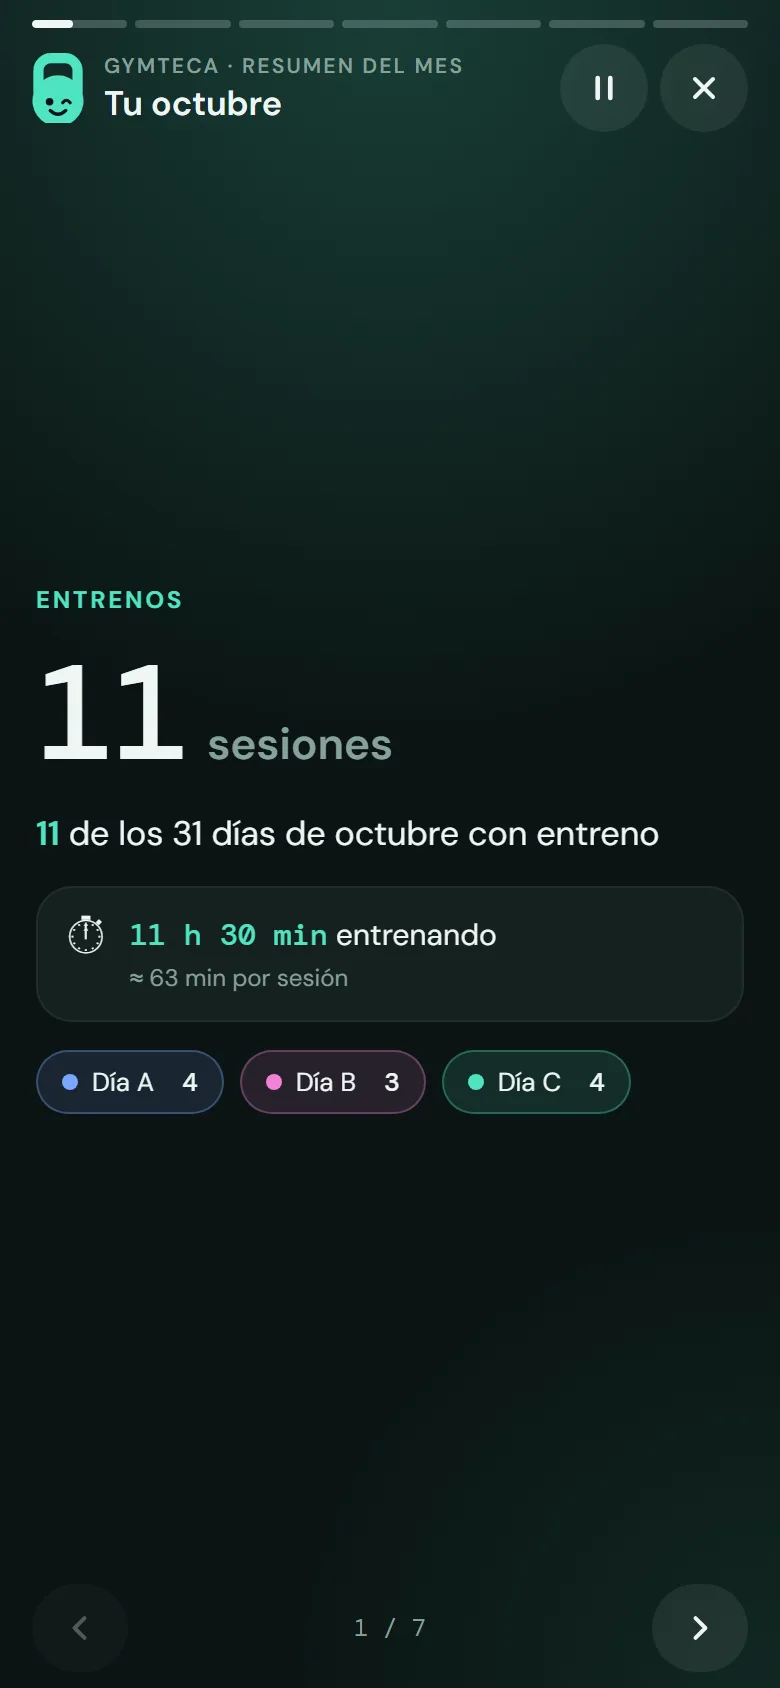 GYMTECA · RESUMEN DEL MES
Tu octubre
ENTRENOS
11 sesiones
11 de los 31 días de octubre con entreno
11 h 30 min entrenando
≈ 63 min por sesión
Día A 4
Día B 3
Día C 4
1 / 7